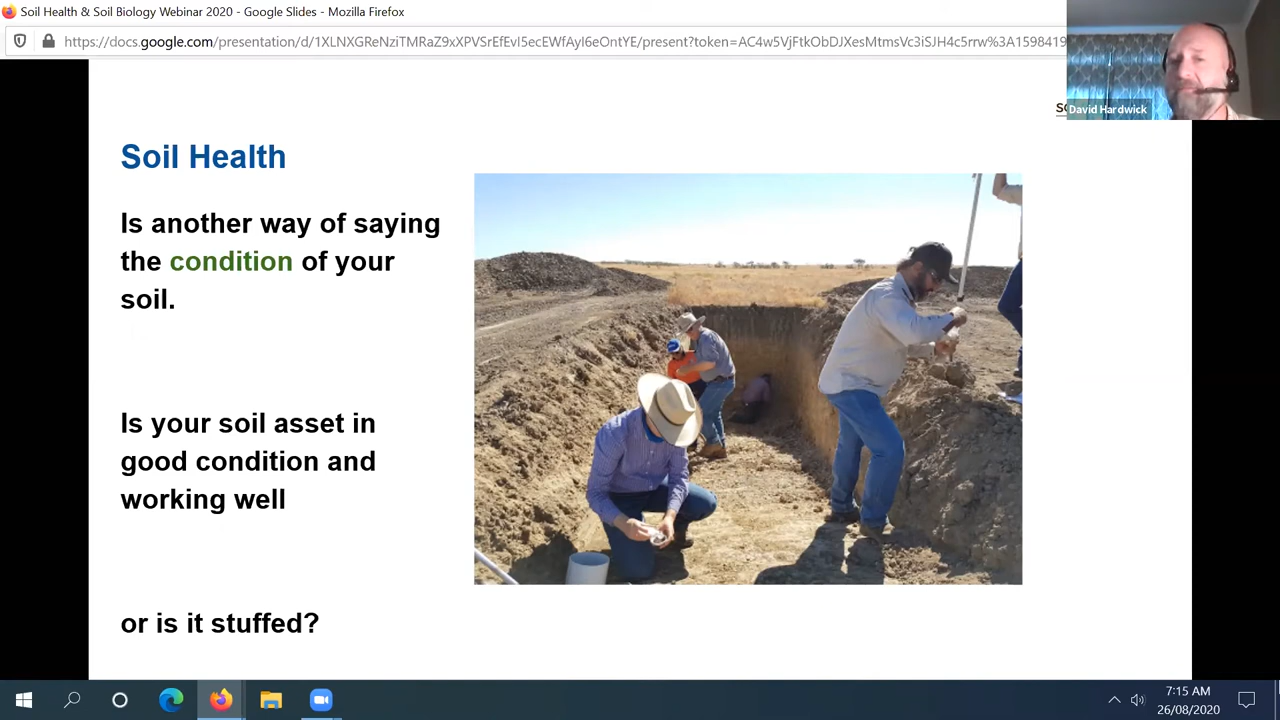 Soil Health & Soil Biology Webinar 2020 - Google Slides - Mozilla Firefox
https://docs.google.com/presentation/d/1XLNXGReNziTMRaZ9xXPVSrEfEvI5ecEWfAyI6eOntYE/present?token=AC4w5VjFtkObDJXesMtmsVc3iSJH4c5rrw%3A1598419
David Hardwick
Soil Health
Is another way of saying
the condition of your
soil.
Is your soil asset in
good condition and
working well
or is it stuffed?
7:15 AM
26/08/2020